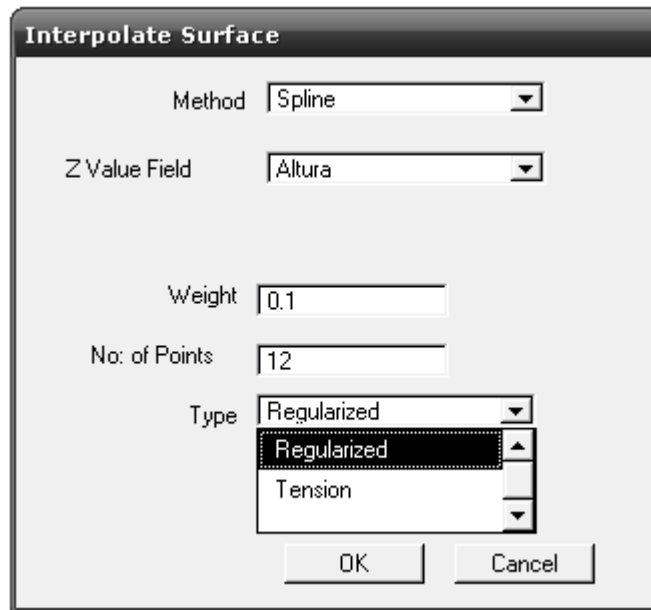 Interpolate Surface
Method Spline
Z Value Field Altura
Weight 0.1
No: of Points 12
Type Regularized
Regularized
Tension
OK Cancel